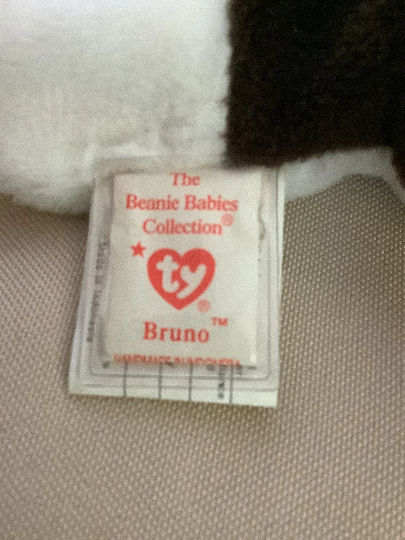 The
Beanie Babies
Collection®
ty®
Bruno™
HANDMADE IN INDONESIA